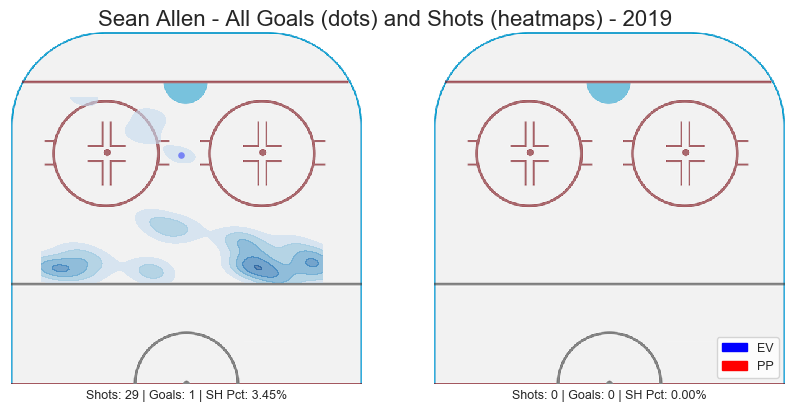 Sean Allen - All Goals (dots) and Shots (heatmaps) - 2019
EV
PP
Shots: 29 | Goals: 1 | SH Pct: 3.45%
Shots: 0 | Goals: 0 | SH Pct: 0.00%